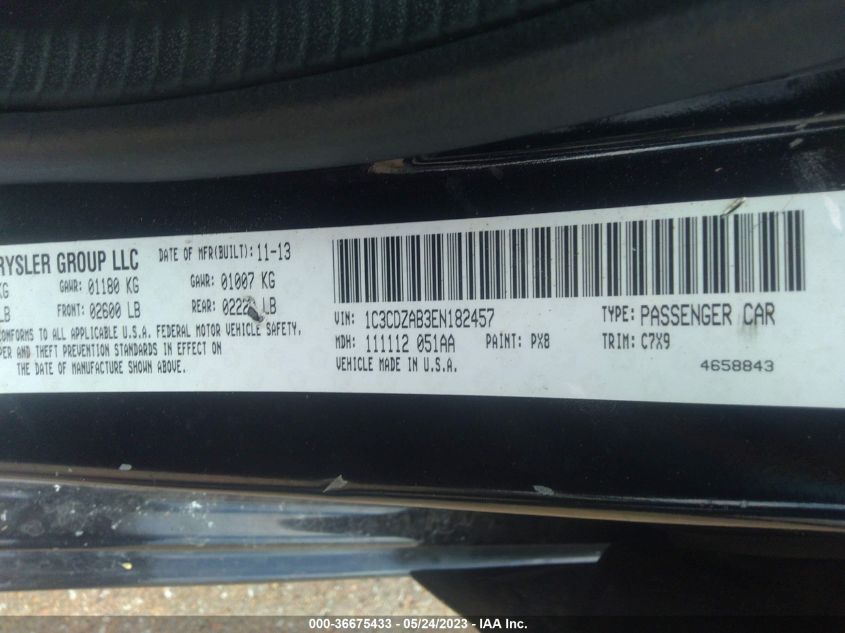 RYSLER GROUP LLC DATE OF MFR(BUILT): 11-13
KG GAWR: 01180 KG GAWR: 01007 KG
LB FRONT: 02600 LB REAR: LB
CONFORMS TO ALL APPLICABLE U.S.A. FEDERAL MOTOR VEHICLE SAFETY,
PER AND THEFT PREVENTION STANDARDS IN EFFECT ON
THE DATE OF MANUFACTURE SHOWN ABOVE.
VIN: 1C3CDZAB3EN182457 TYPE: PASSENGER CAR
MDH: 111112 051AA PAINT: PX8 TRIM: C7X9
VEHICLE MADE IN U.S.A. 4658843
000-36675433 - 05/24/2023 - IAA Inc.